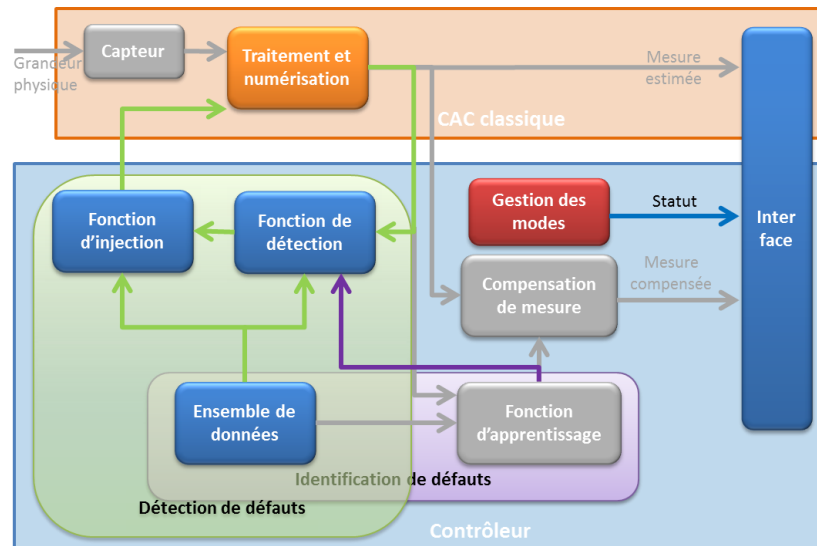 Capteur
Traitement et
numérisation
Grandeur
physique
Mesure
estimée
CAC classique
Fonction
d'injection
Fonction de
détection
Gestion des
modes
Statut
Inter
face
Compensation
de mesure
Mesure
compensée
Ensemble de
données
Fonction
d'apprentissage
Identification de défauts
Détection de défauts
Contrôleur